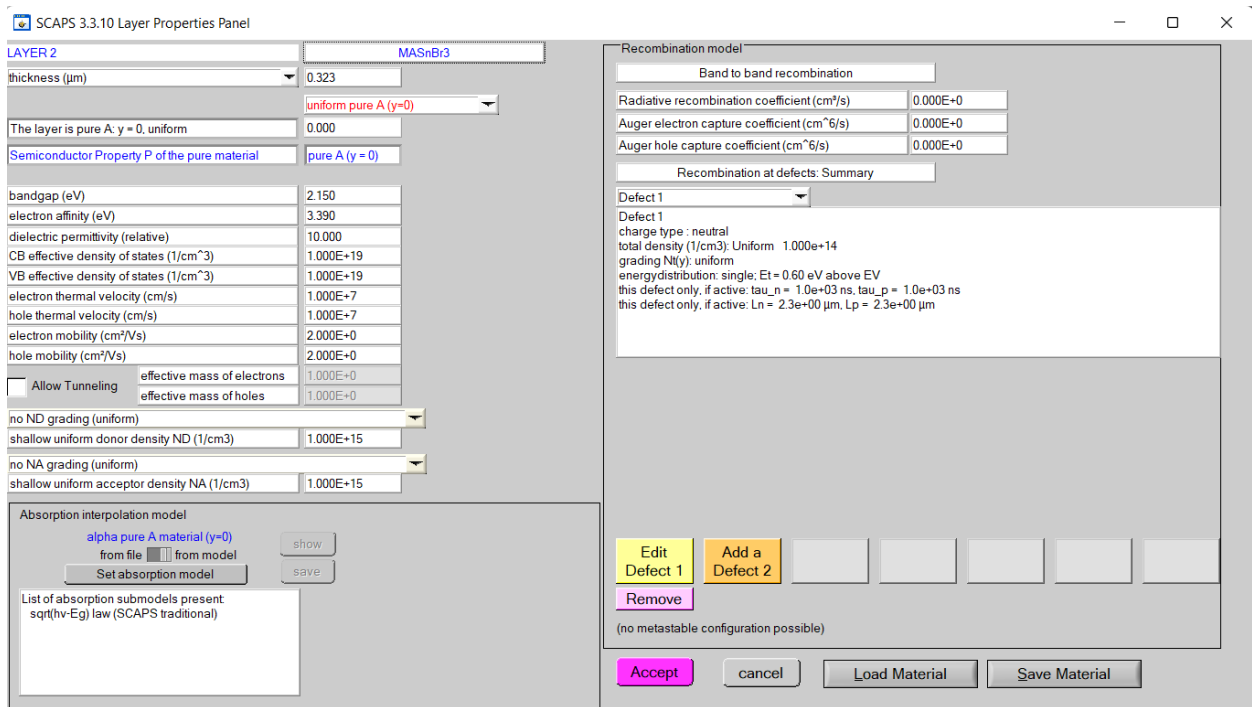 SCAPS 3.3.10 Layer Properties Panel
LAYER 2 MASnBr3
thickness (µm) 0.323
uniform pure A (y=0)
The layer is pure A: y = 0, uniform 0.000
Semiconductor Property P of the pure material pure A (y = 0)
bandgap (eV) 2.150
electron affinity (eV) 3.390
dielectric permittivity (relative) 10.000
CB effective density of states (1/cm^3) 1.000E+19
VB effective density of states (1/cm^3) 1.000E+19
electron thermal velocity (cm/s) 1.000E+7
hole thermal velocity (cm/s) 1.000E+7
electron mobility (cm²/Vs) 2.000E+0
hole mobility (cm²/Vs) 2.000E+0
Allow Tunneling
effective mass of electrons 1.000E+0
effective mass of holes 1.000E+0
no ND grading (uniform)
shallow uniform donor density ND (1/cm3) 1.000E+15
no NA grading (uniform)
shallow uniform acceptor density NA (1/cm3) 1.000E+15
Absorption interpolation model
alpha pure A material (y=0)
from file from model
Set absorption model
show
save
List of absorption submodels present:
sqrt(hv-Eg) law (SCAPS traditional)
Recombination model
Band to band recombination
Radiative recombination coefficient (cm³/s) 0.000E+0
Auger electron capture coefficient (cm^6/s) 0.000E+0
Auger hole capture coefficient (cm^6/s) 0.000E+0
Recombination at defects: Summary
Defect 1
Defect 1
charge type : neutral
total density (1/cm3): Uniform 1.000e+14
grading Nt(y): uniform
energydistribution: single; Et = 0.60 eV above EV
this defect only, if active: tau_n = 1.0e+03 ns, tau_p = 1.0e+03 ns
this defect only, if active: Ln = 2.3e+00 µm, Lp = 2.3e+00 µm
Edit
Defect 1
Add a
Defect 2
Remove
(no metastable configuration possible)
Accept
cancel
Load Material
Save Material